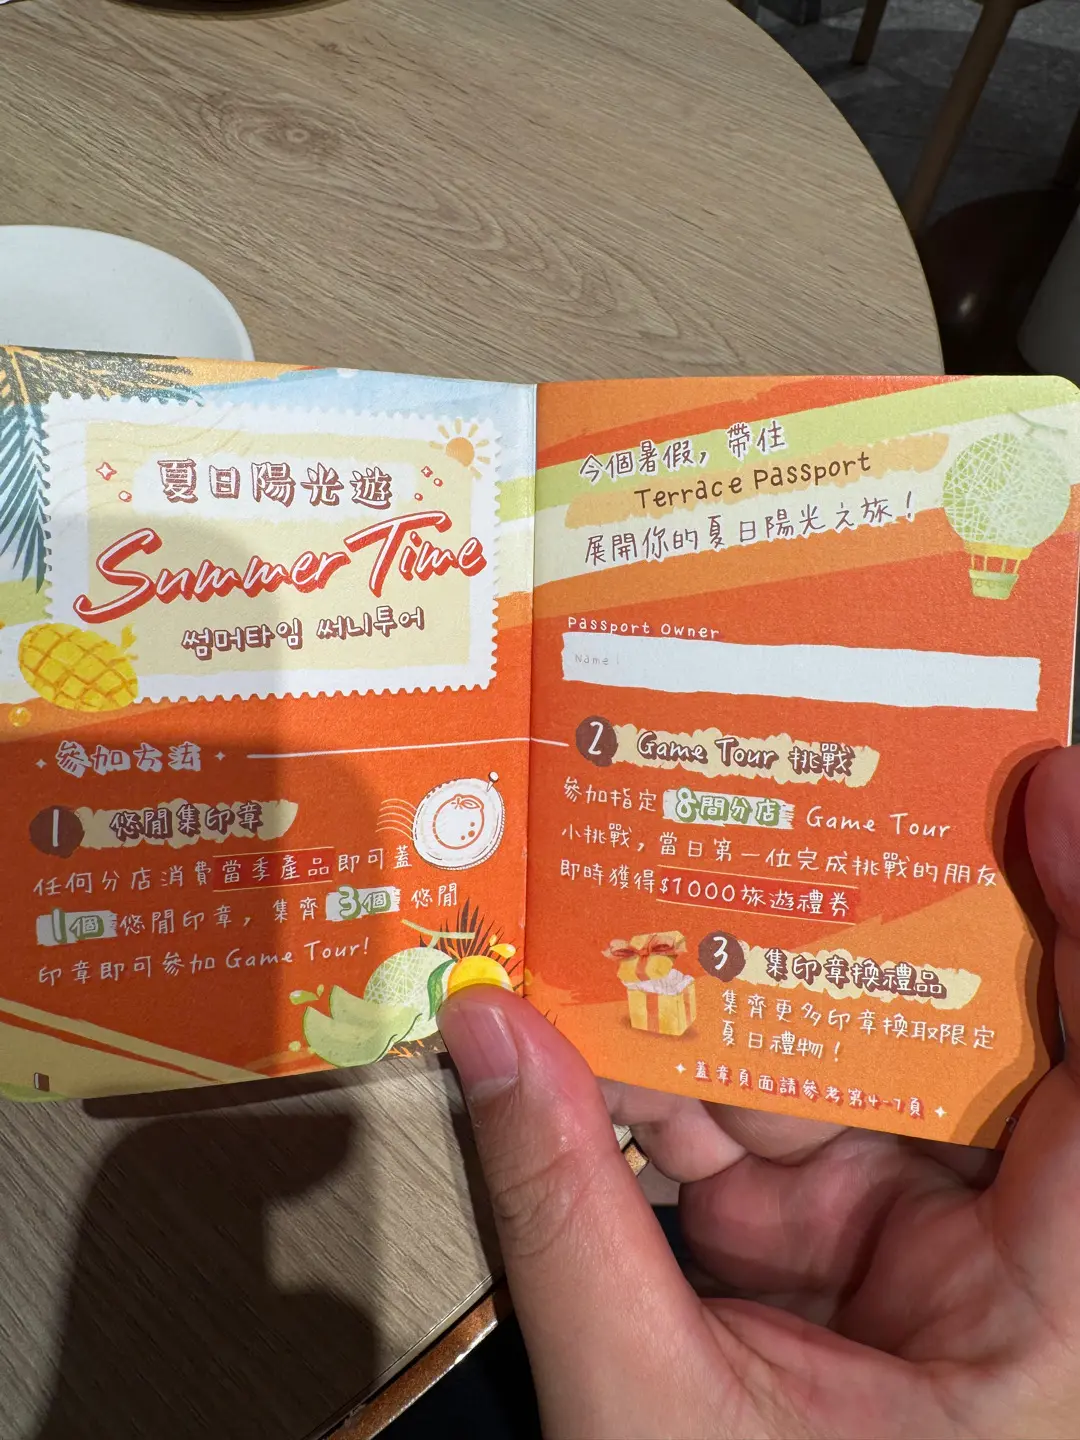 夏日陽光遊
Summer Time
썸머타임 써니투어
參加方法
1 悠閒集印章
任何分店消費當季產品即可蓋
1個悠閒印章，集齊3個悠閒
印章即可參加Game Tour!
今個暑假，帶住
Terrace Passport
展開你的夏日陽光之旅！
Passport Owner
Name :
2 Game Tour 挑戰
參加指定8間分店 Game Tour
小挑戰，當日第一位完成挑戰的朋友
即時獲得$1000旅遊禮券
3 集印章換禮品
集齊更多印章換取限定
夏日禮物！
蓋章頁面請參考第4-7頁